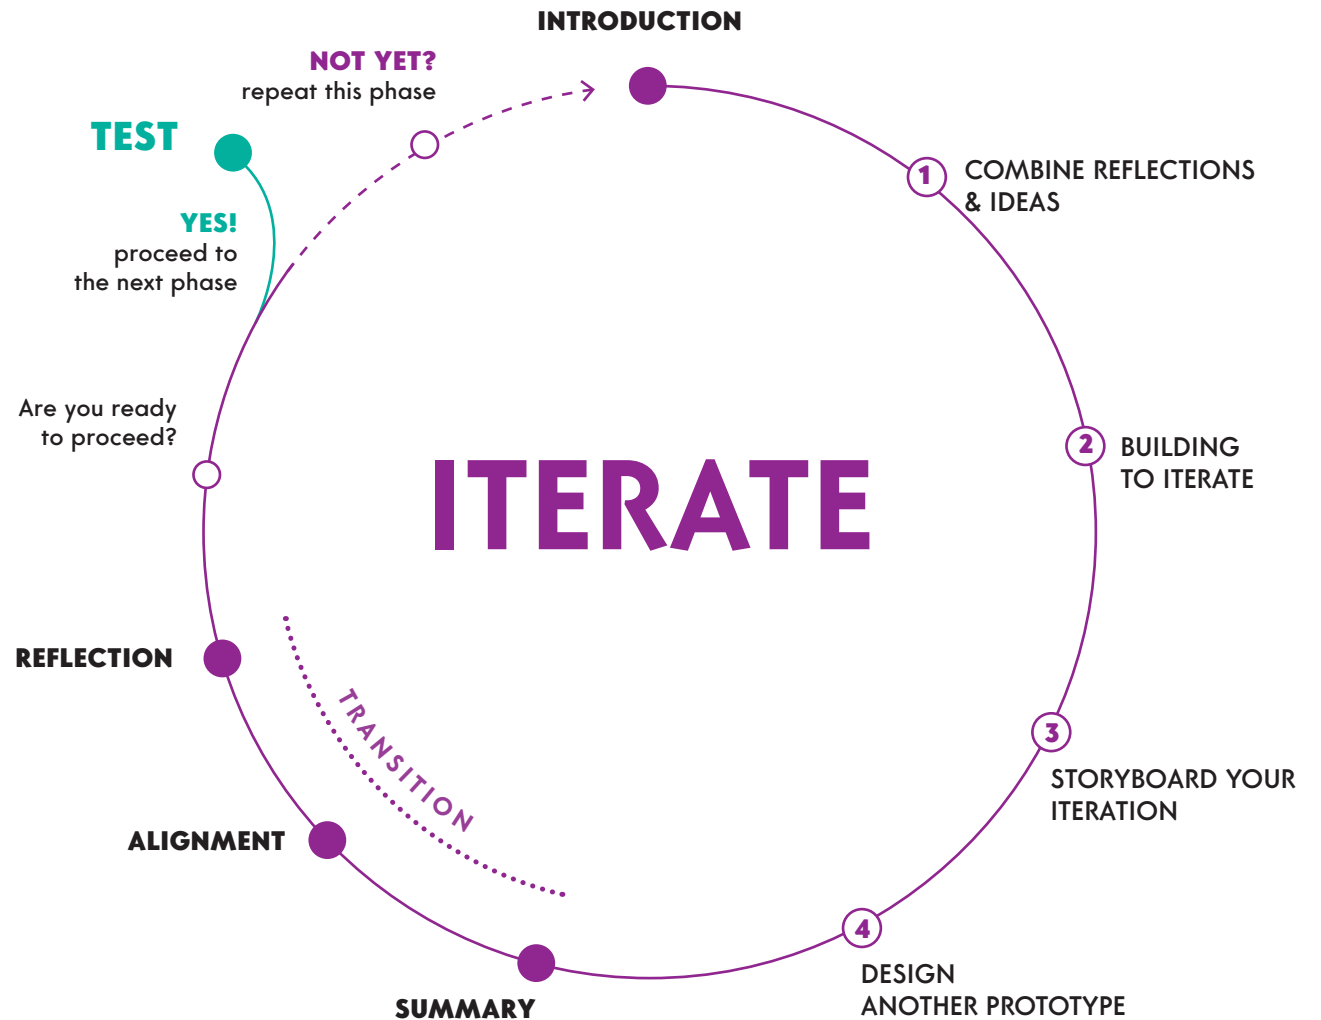 INTRODUCTION
NOT YET?
repeat this phase
TEST
YES!
proceed to
the next phase
Are you ready
to proceed?
1
COMBINE REFLECTIONS
& IDEAS
2
BUILDING
TO ITERATE
ITERATE
3
STORYBOARD YOUR
ITERATION
4
DESIGN
ANOTHER PROTOTYPE
SUMMARY
ALIGNMENT
REFLECTION
TRANSITION